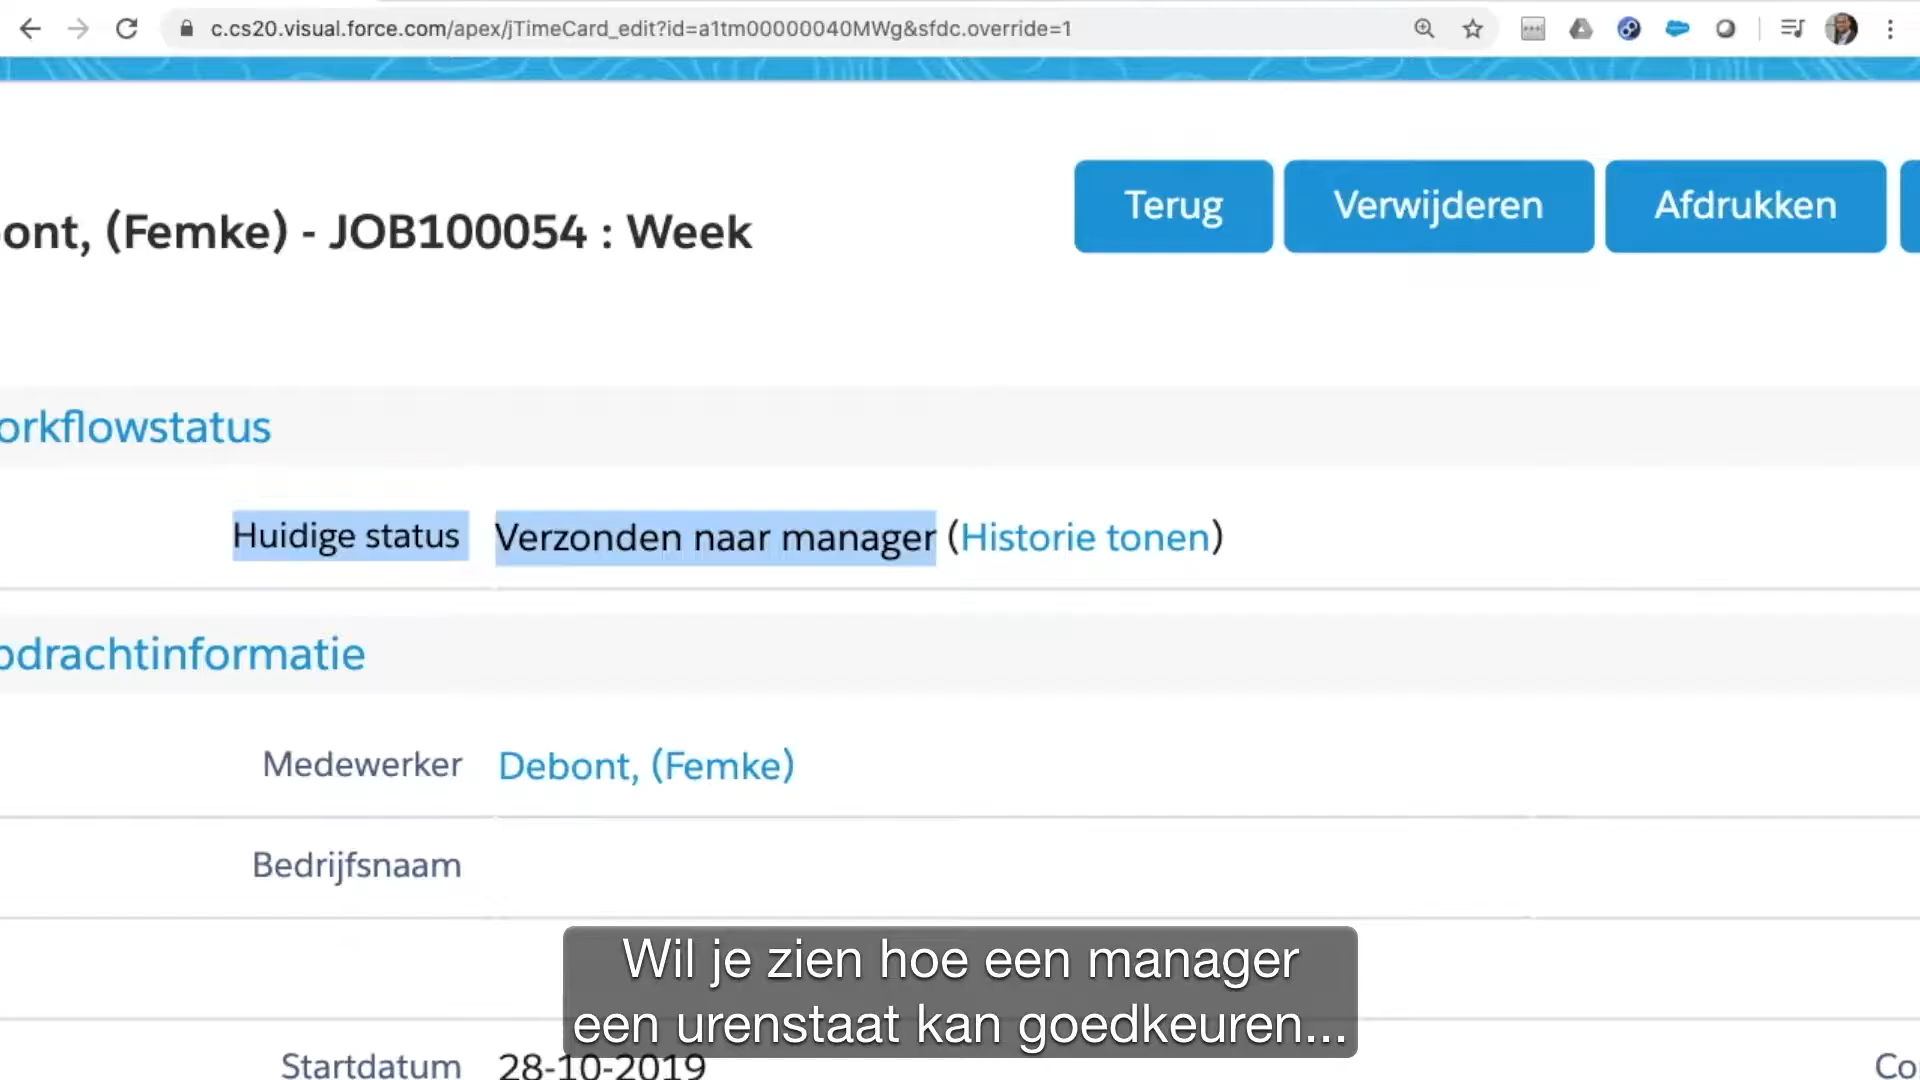 c.cs20.visual.force.com/apex/jTimeCard_edit?id=a1tm00000040MWg&sfdc.override=1
ont, (Femke) - JOB100054 : Week
Terug
Verwijderen
Afdrukken
orkflowstatus
Huidige status Verzonden naar manager (Historie tonen)
pdrachtinformatie
Medewerker Debont, (Femke)
Bedrijfsnaam
Wil je zien hoe een manager
een urenstaat kan goedkeuren...
Startdatum 28-10-2019
Co